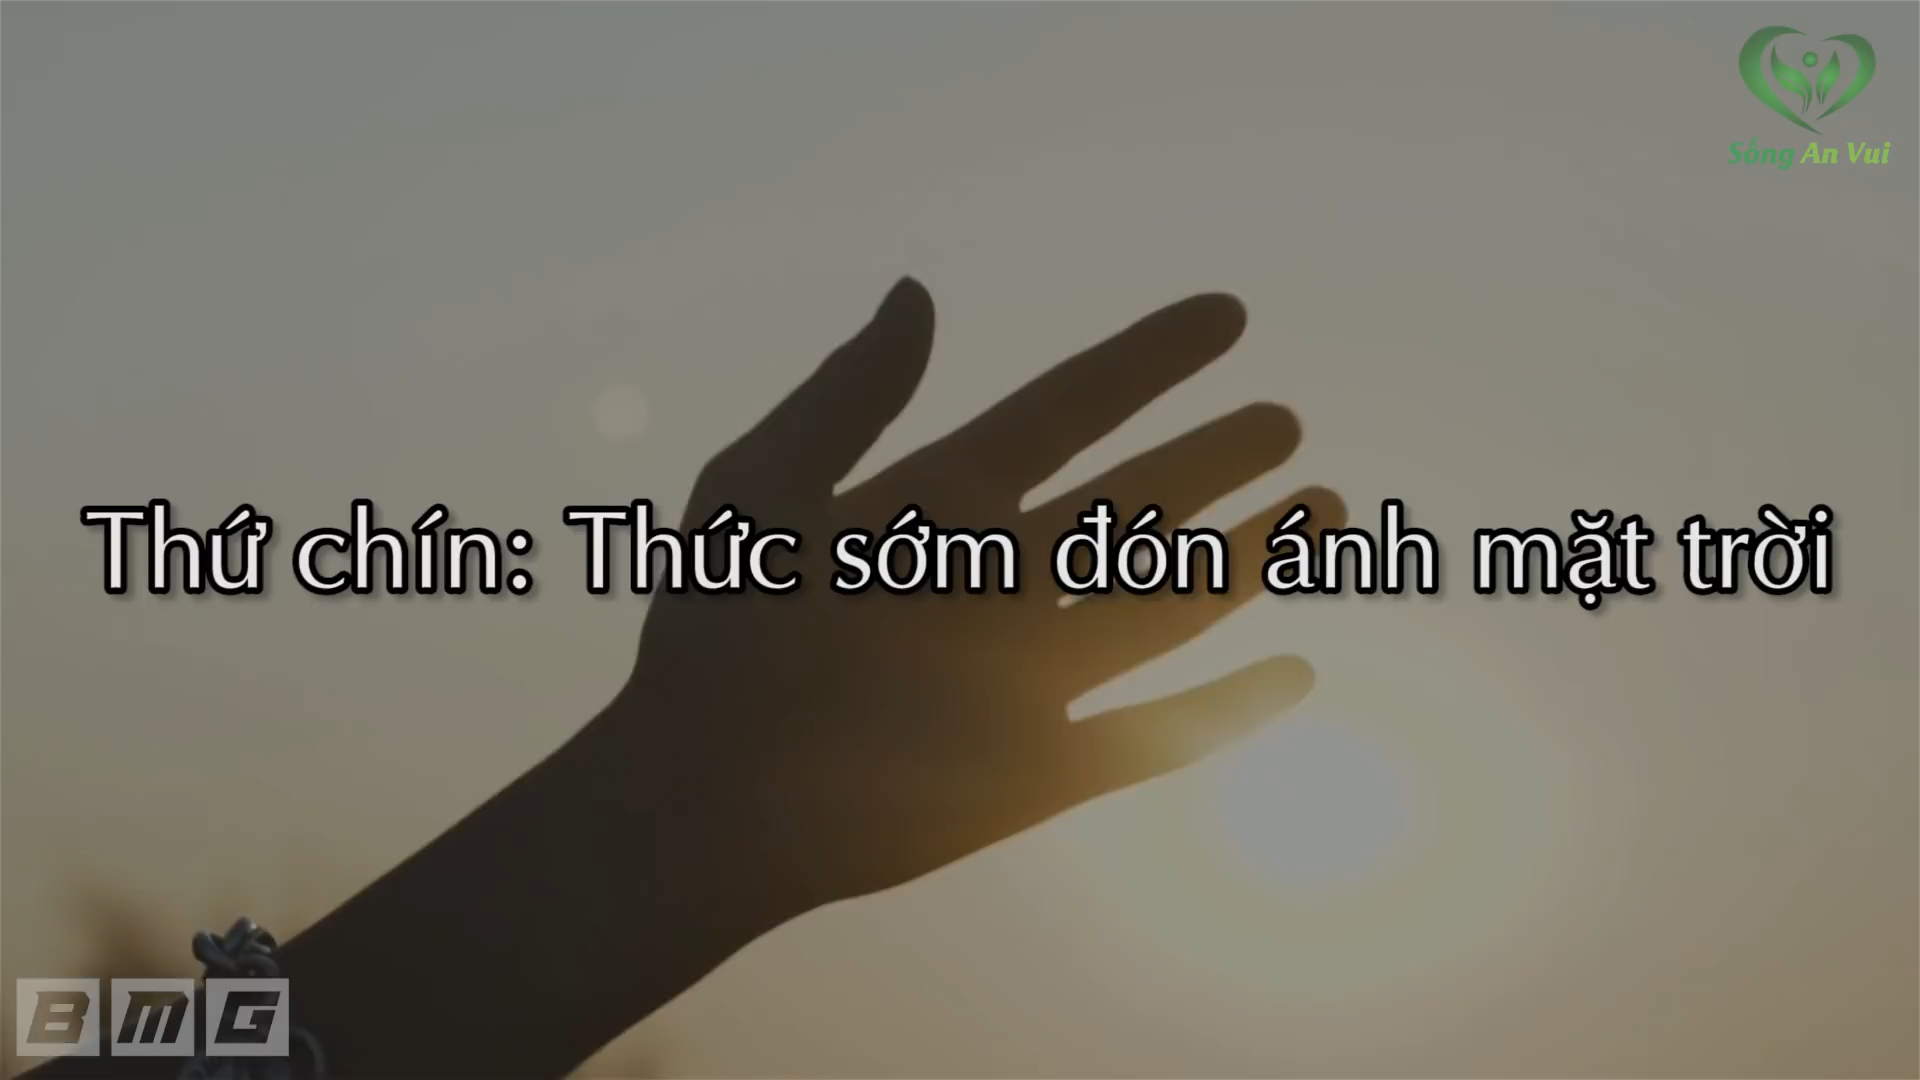 Sống An Vui
Thứ chín: Thức sớm đón ánh mặt trời
BMG